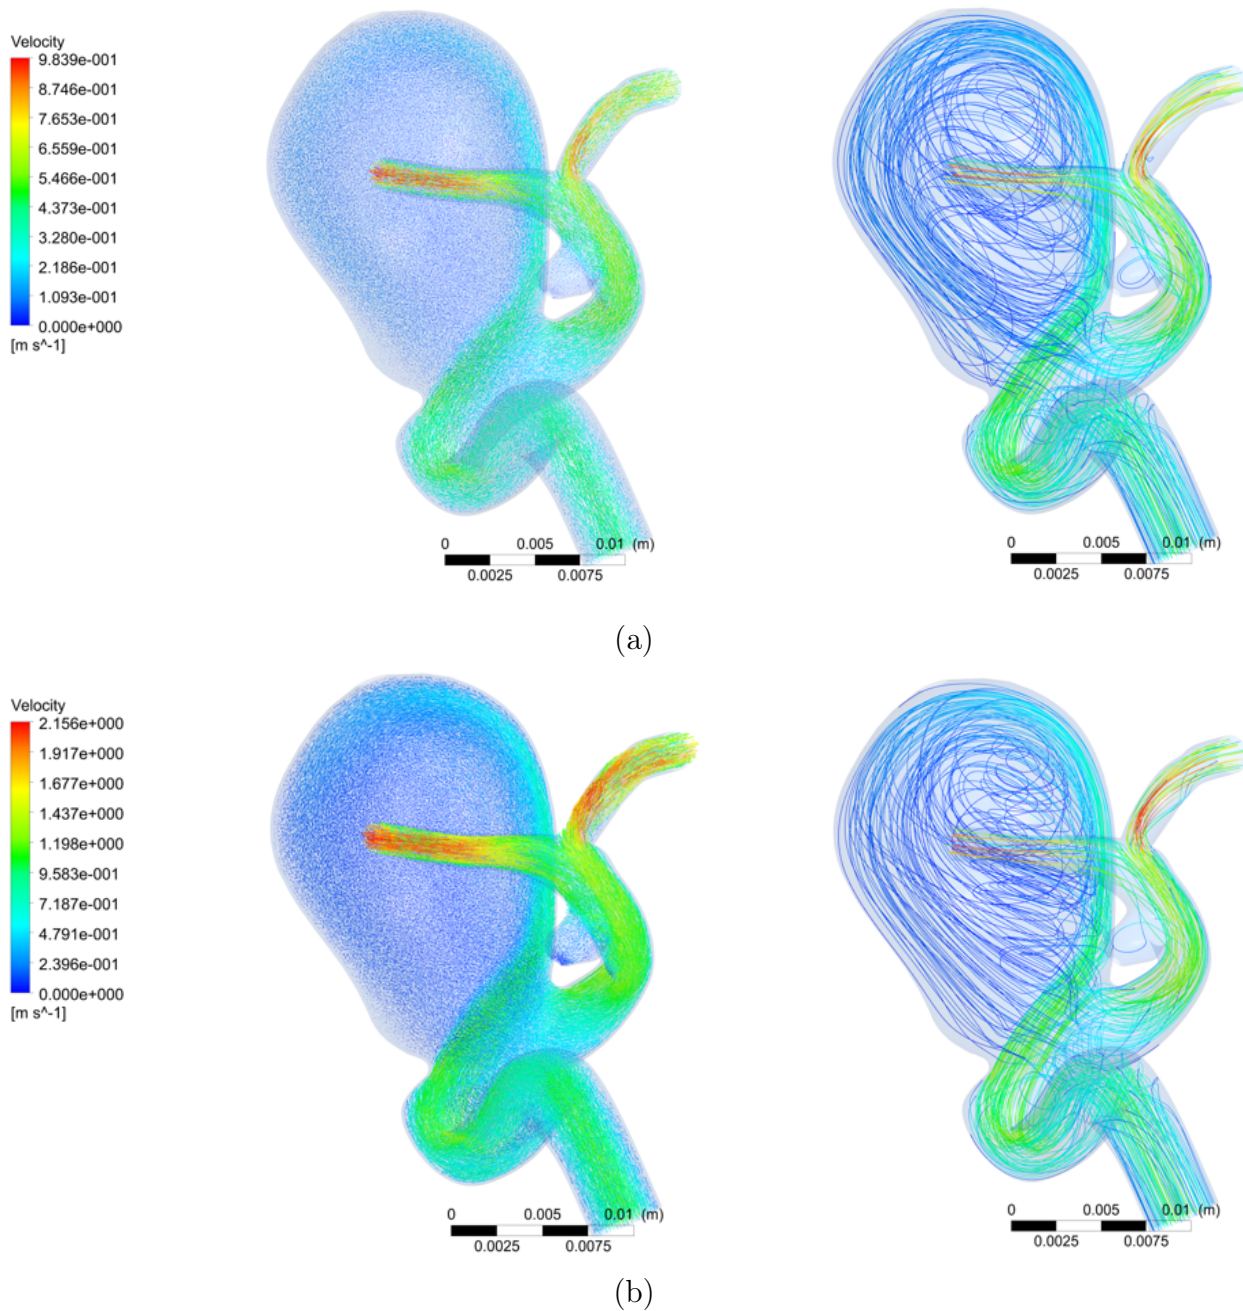 Velocity
9.839e-001
8.746e-001
7.653e-001
6.559e-001
5.466e-001
4.373e-001
3.280e-001
2.186e-001
1.093e-001
0.000e+000
[m s^-1]
0 0.005 0.01 (m)
0.0025 0.0075
0 0.005 0.01 (m)
0.0025 0.0075
(a)
Velocity
2.156e+000
1.917e+000
1.677e+000
1.437e+000
1.198e+000
9.583e-001
7.187e-001
4.791e-001
2.396e-001
0.000e+000
[m s^-1]
0 0.005 0.01 (m)
0.0025 0.0075
0 0.005 0.01 (m)
0.0025 0.0075
(b)